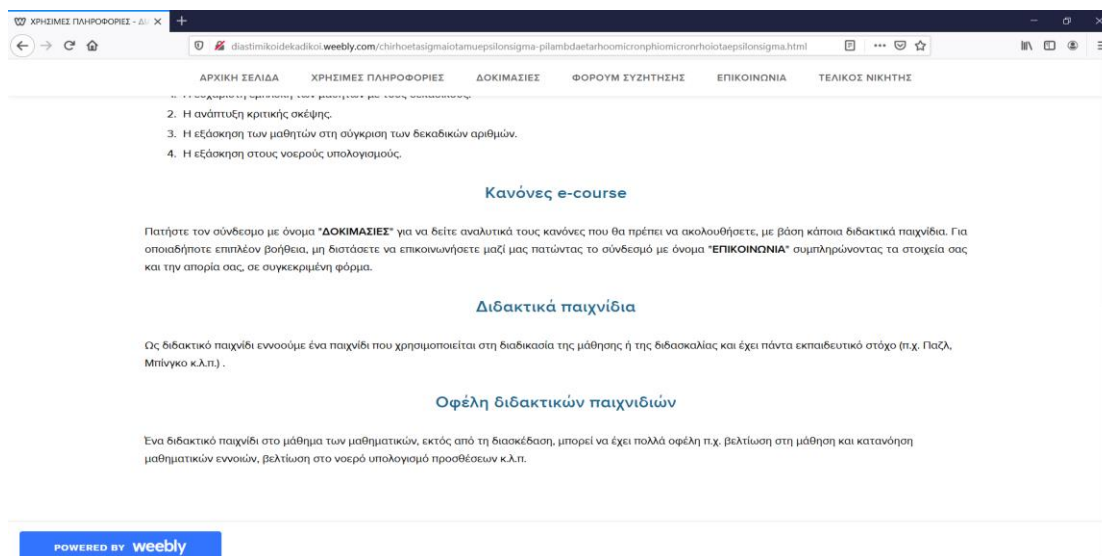 ΧΡΗΣΙΜΕΣ ΠΛΗΡΟΦΟΡΙΕΣ - ΔΙ
diastimikoidekadikoi.weebly.com/chirhoetasigmaiotamuepsilonsigma-pilambdaetarhoomicronphiomicronrhoiotaepsilonsigma.html
ΑΡΧΙΚΗ ΣΕΛΙΔΑ ΧΡΗΣΙΜΕΣ ΠΛΗΡΟΦΟΡΙΕΣ ΔΟΚΙΜΑΣΙΕΣ ΦΟΡΟΥΜ ΣΥΖΗΤΗΣΗΣ ΕΠΙΚΟΙΝΩΝΙΑ ΤΕΛΙΚΟΣ ΝΙΚΗΤΗΣ
των μαθητών με τους δεκαδικούς.
2. Η ανάπτυξη κριτικής σκέψης.
3. Η εξάσκηση των μαθητών στη σύγκριση των δεκαδικών αριθμών.
4. Η εξάσκηση στους νοερούς υπολογισμούς.
Κανόνες e-course
Πατήστε τον σύνδεσμο με όνομα "ΔΟΚΙΜΑΣΙΕΣ" για να δείτε αναλυτικά τους κανόνες που θα πρέπει να ακολουθήσετε, με βάση κάποια διδακτικά παιχνίδια. Για
οποιαδήποτε επιπλέον βοήθεια, μη διστάσετε να επικοινωνήσετε μαζί μας πατώντας το σύνδεσμό με όνομα "ΕΠΙΚΟΙΝΩΝΙΑ" συμπληρώνοντας τα στοιχεία σας
και την απορία σας, σε συγκεκριμένη φόρμα.
Διδακτικά παιχνίδια
Ως διδακτικό παιχνίδι εννοούμε ένα παιχνίδι που χρησιμοποιείται στη διαδικασία της μάθησης ή της διδασκαλίας και έχει πάντα εκπαιδευτικό στόχο (π.χ. Παζλ,
Μπίνγκο κ.λ.π.) .
Οφέλη διδακτικών παιχνιδιών
Ένα διδακτικό παιχνίδι στο μάθημα των μαθηματικών, εκτός από τη διασκέδαση, μπορεί να έχει πολλά οφέλη π.χ. βελτίωση στη μάθηση και κατανόηση
μαθηματικών εννοιών, βελτίωση στο νοερό υπολογισμό προσθέσεων κ.λ.π.
POWERED BY weebly